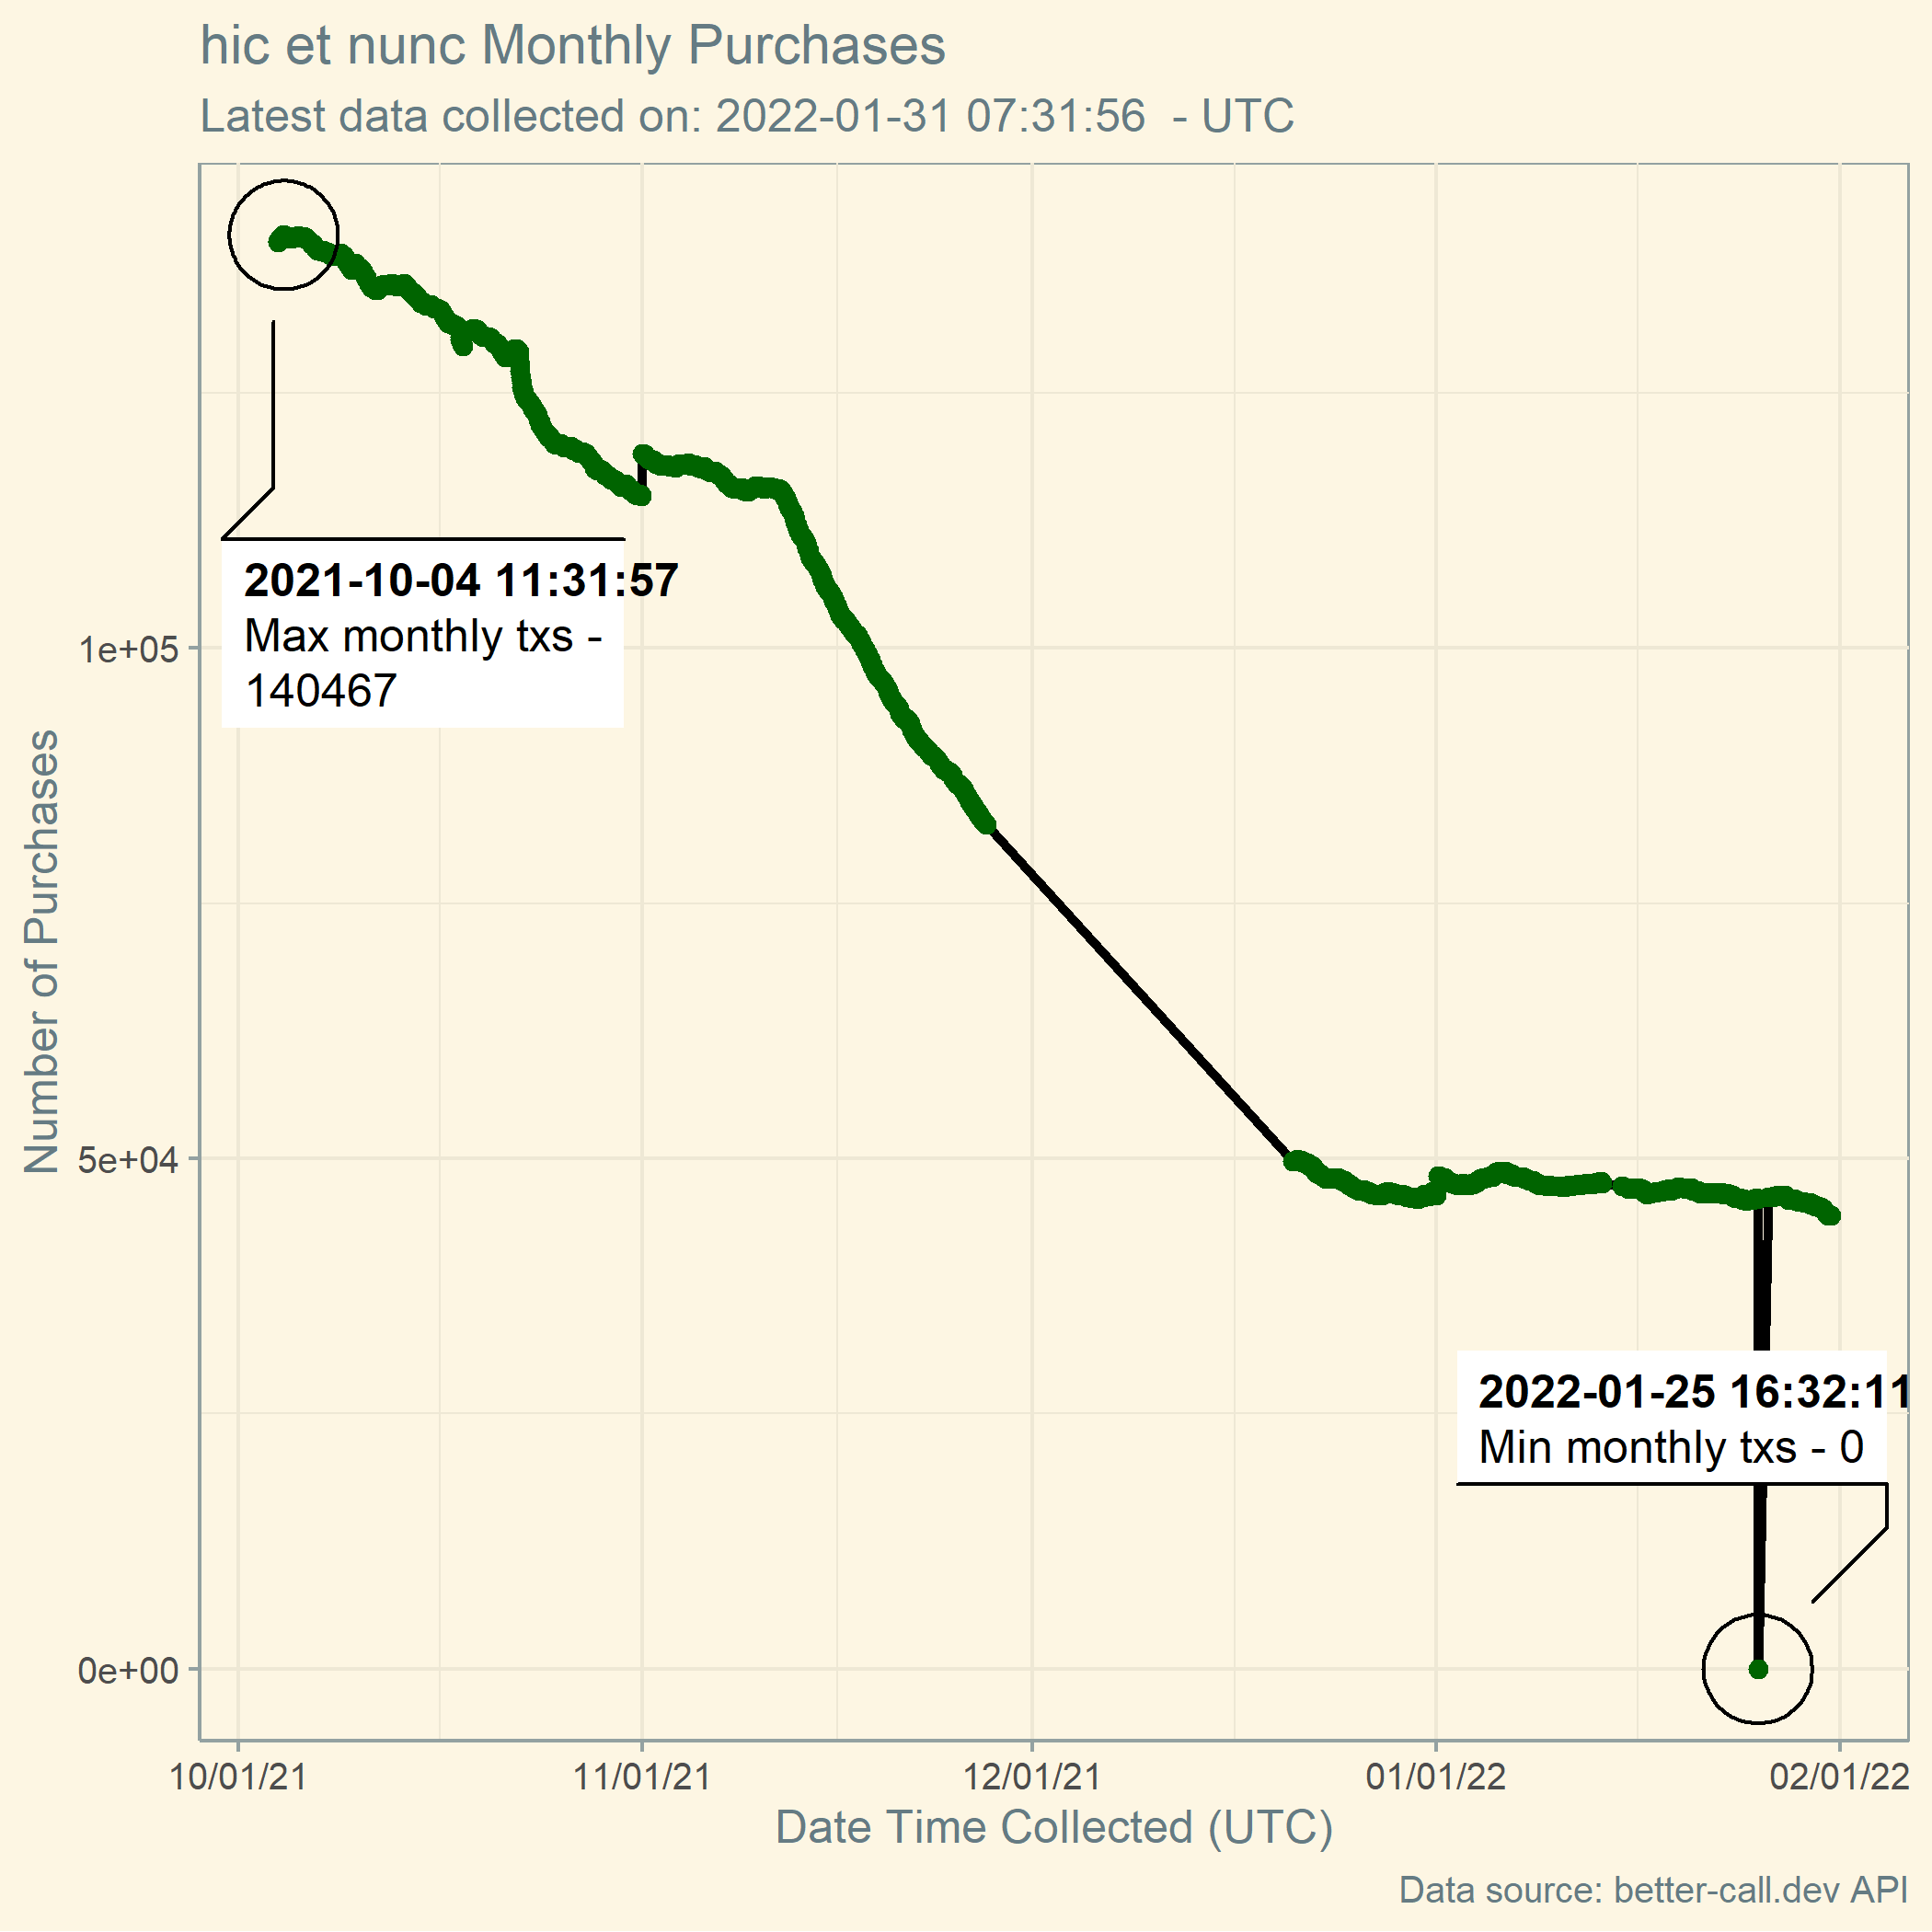 hic et nunc Monthly Purchases
Latest data collected on: 2022-01-31 07:31:56  - UTC
2021-10-04 11:31:57
Max monthly txs -
140467
1e+05
Number of Purchases
5e+04
2022-01-25 16:32:11
Min monthly txs - 0
0e+00
10/01/21 11/01/21 12/01/21 01/01/22 02/01/22
Date Time Collected (UTC)
Data source: better-call.dev API